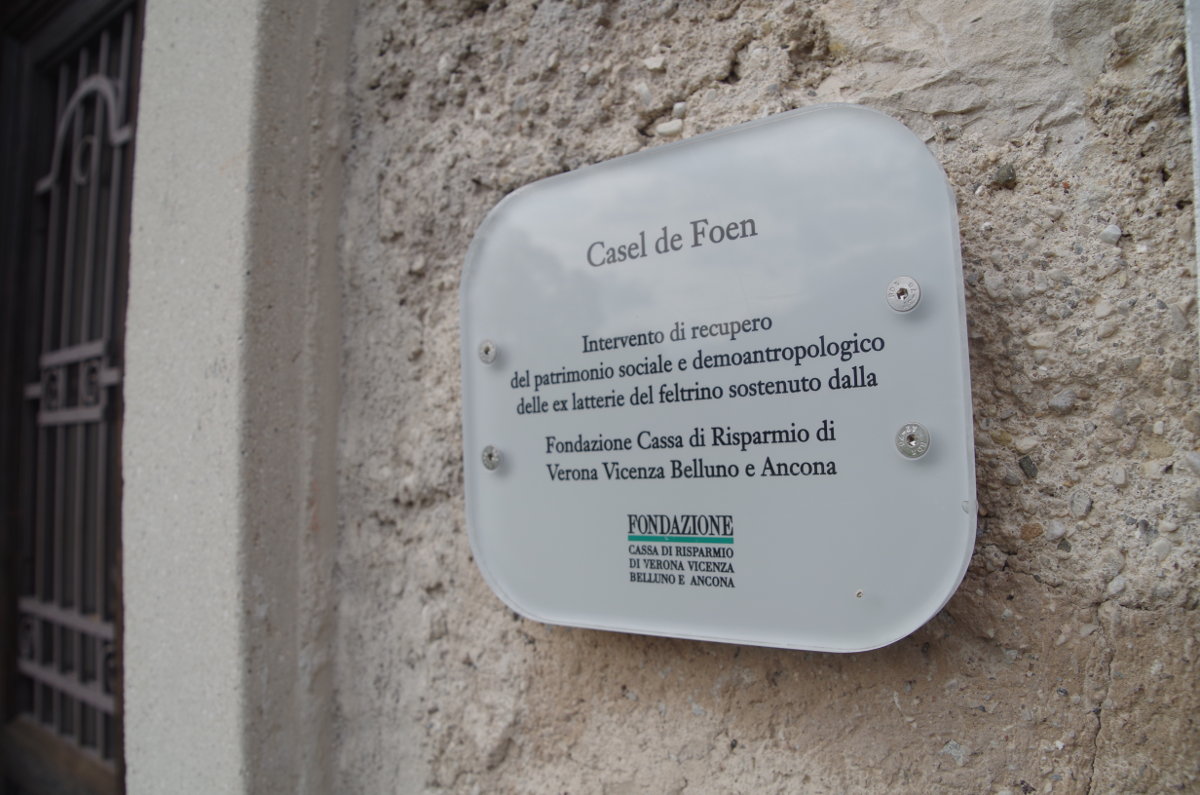 Casel de Foen
Intervento di recupero
del patrimonio sociale e demoantropologico
delle ex latterie del feltrino sostenuto dalla
Fondazione Cassa di Risparmio di
Verona Vicenza Belluno e Ancona
FONDAZIONE
CASSA DI RISPARMIO
DI VERONA VICENZA
BELLUNO E ANCONA